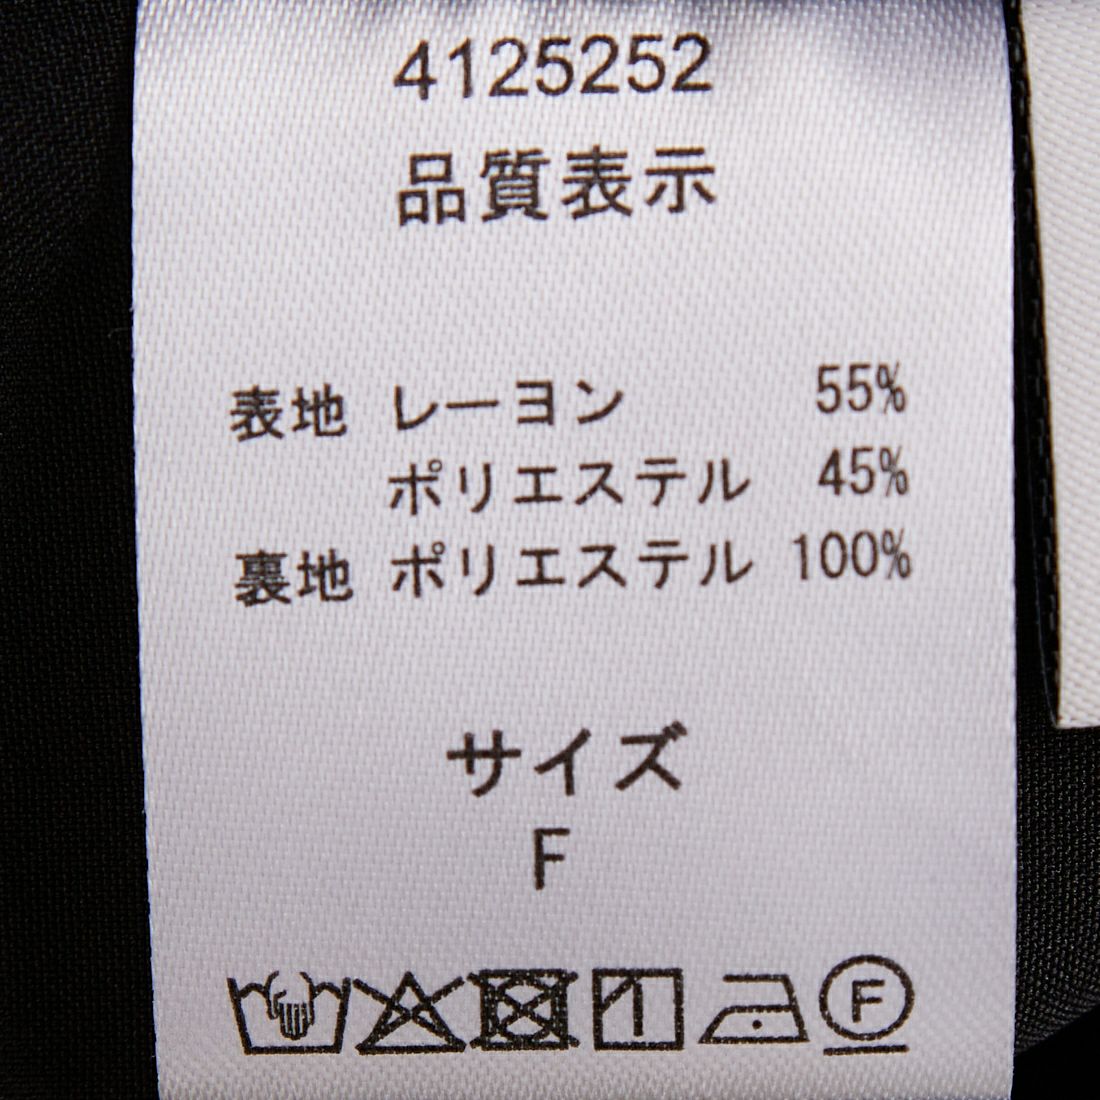 4125252
品質表示
表地 レーヨン 55%
ポリエステル 45%
裏地 ポリエステル 100%
サイズ
F
F